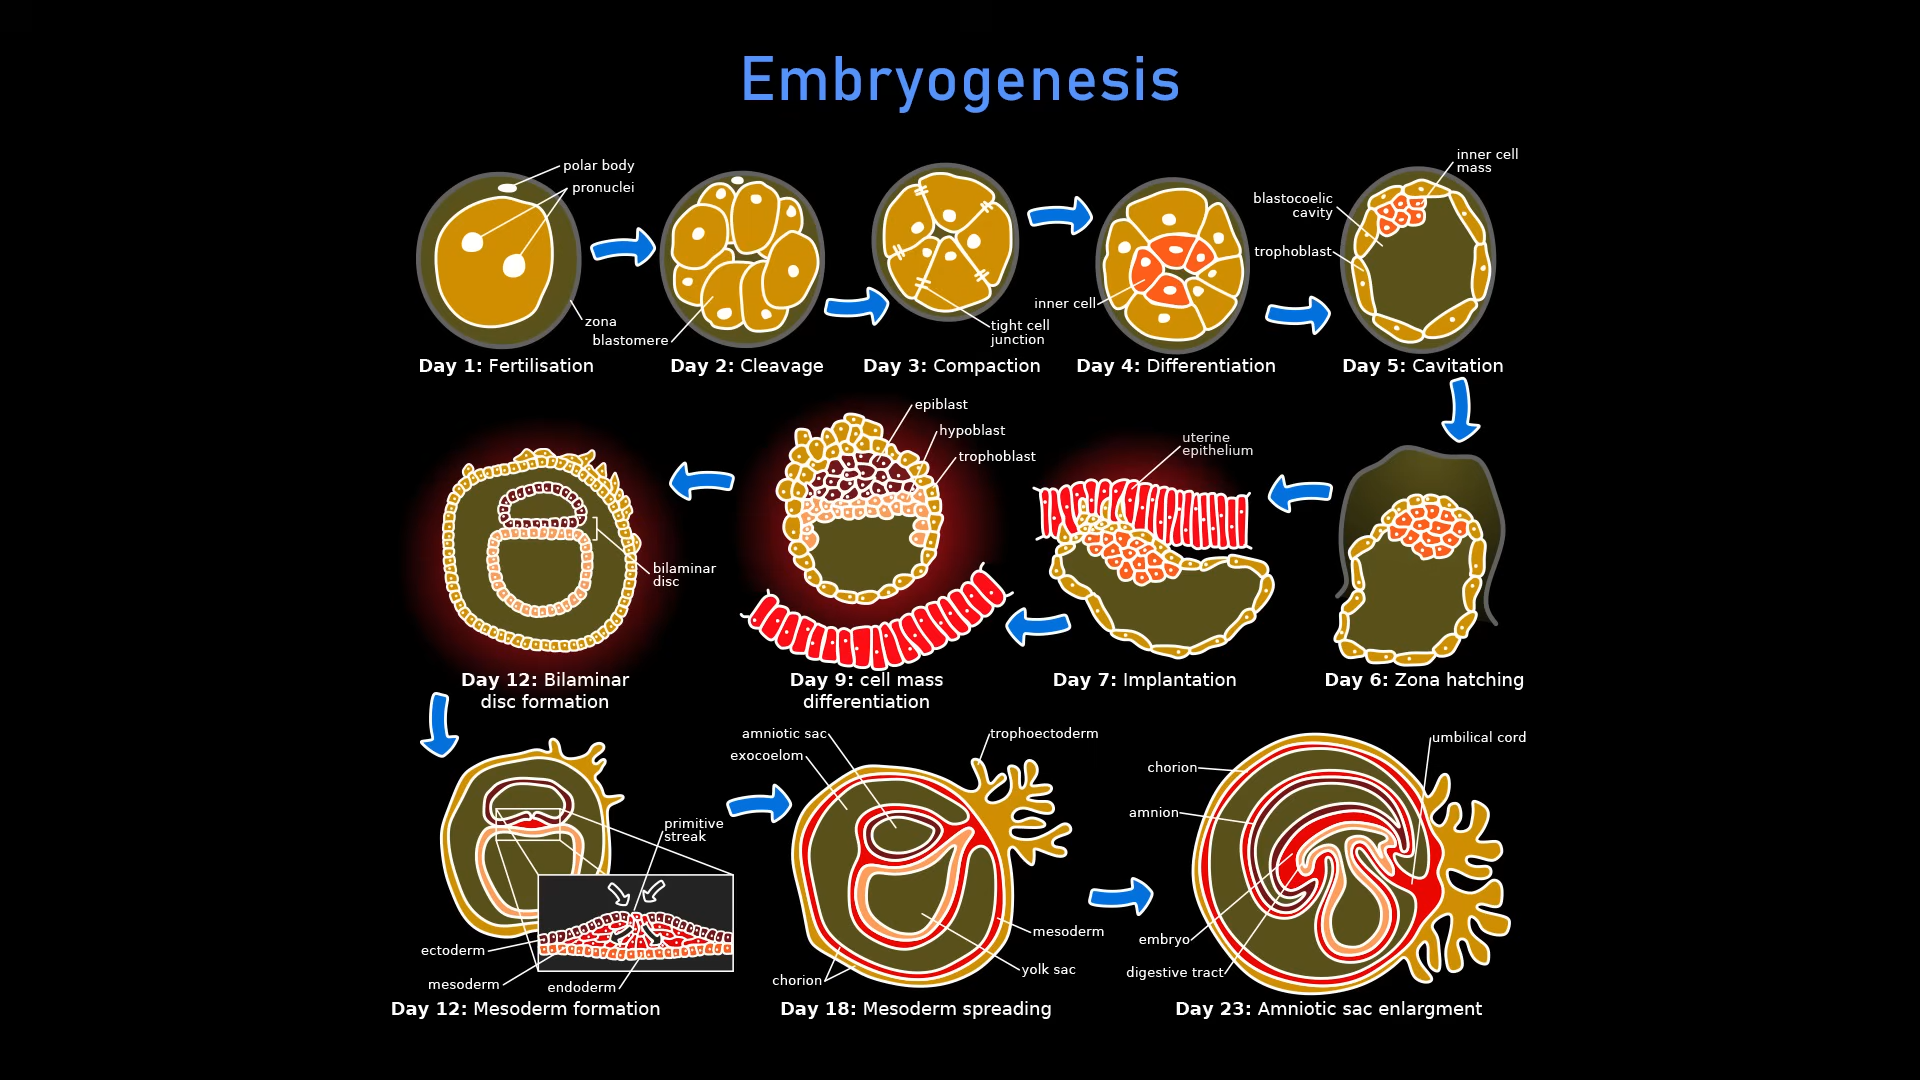 Embryogenesis
polar body
pronuclei
zona
Day 1: Fertilisation
blastomere
Day 2: Cleavage
tight cell
junction
Day 3: Compaction
inner cell
Day 4: Differentiation
inner cell
mass
blastocoelic
cavity
trophoblast
Day 5: Cavitation
Day 6: Zona hatching
uterine
epithelium
Day 7: Implantation
epiblast
hypoblast
trophoblast
Day 9: cell mass
differentiation
bilaminar
disc
Day 12: Bilaminar
disc formation
primitive
streak
ectoderm
mesoderm
endoderm
Day 12: Mesoderm formation
amniotic sac
exocoelom
trophoectoderm
mesoderm
yolk sac
chorion
Day 18: Mesoderm spreading
umbilical cord
chorion
amnion
embryo
digestive tract
Day 23: Amniotic sac enlargment